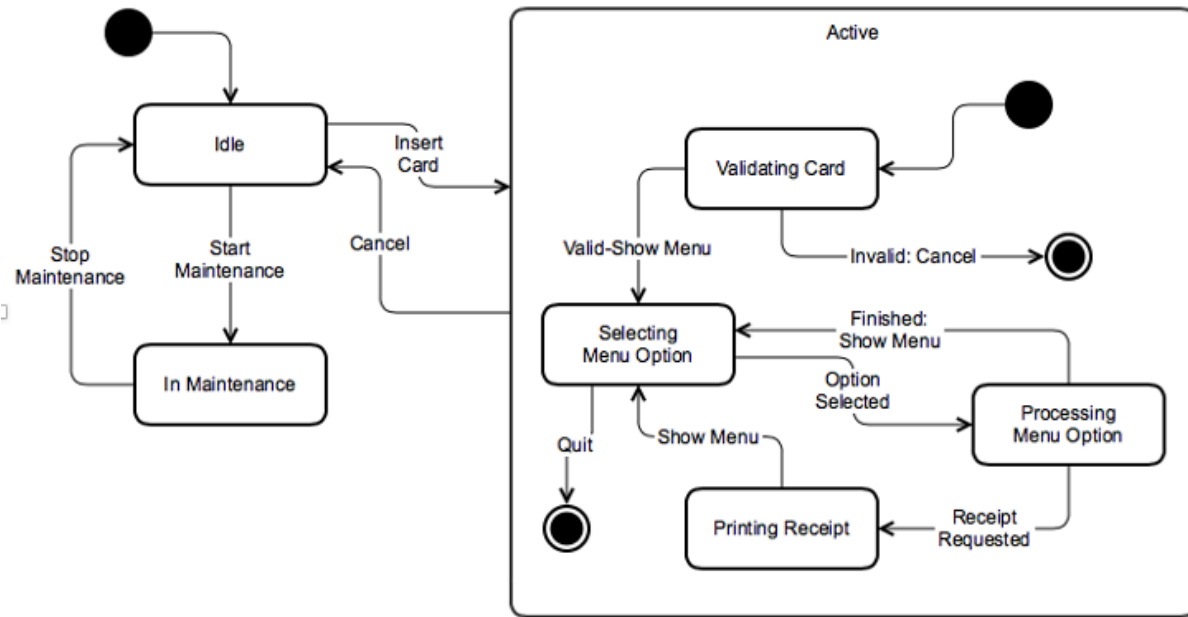 Active
Idle
Insert
Card
Validating Card
Stop
Maintenance
Start
Maintenance
Cancel
Valid-Show Menu
Invalid: Cancel
Selecting
Menu Option
Finished:
Show Menu
Option
Selected
In Maintenance
Processing
Menu Option
Quit
Show Menu
Printing Receipt
Receipt
Requested